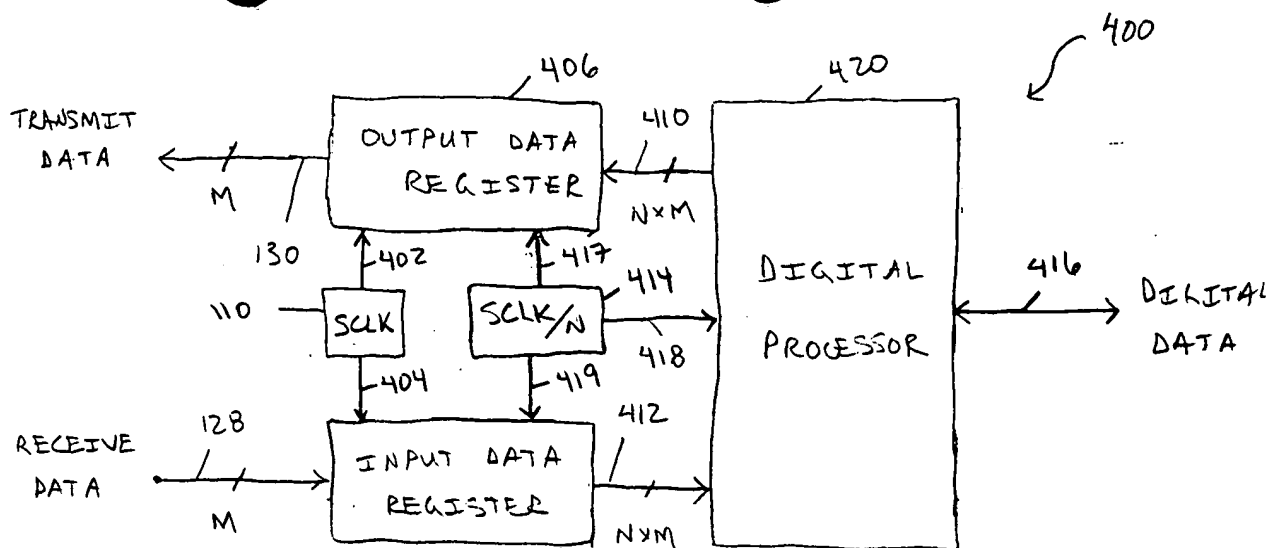 400
406
420
TRANSMIT
DATA
M
130
OUTPUT DATA
REGISTER
410
N×M
402
417
414
110
SCLK
SCLK/N
418
404
419
DIGITAL
PROCESSOR
416
DIGITAL
DATA
RECEIVE
DATA
128
M
INPUT DATA
REGISTER
412
N×M